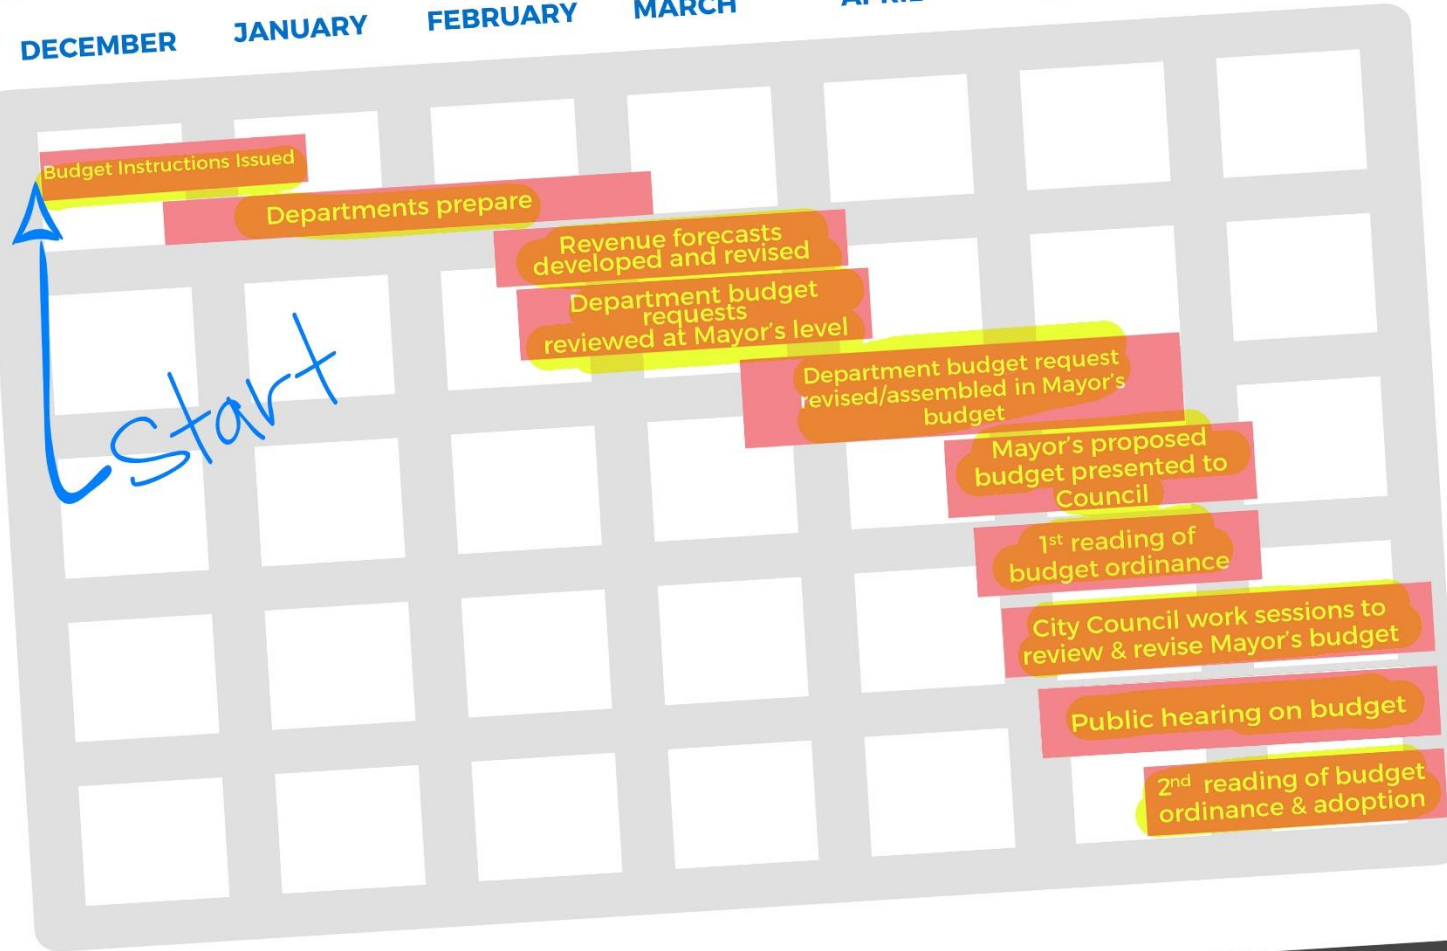 DECEMBER JANUARY FEBRUARY MARCH APRIL
Budget Instructions Issued
Departments prepare
Revenue forecasts
developed and revised
Department budget
requests
reviewed at Mayor's level
Department budget request
revised/assembled in Mayor's
budget
Mayor's proposed
budget presented to
Council
1st reading of
budget ordinance
City Council work sessions to
review & revise Mayor's budget
Public hearing on budget
2nd reading of budget
ordinance & adoption
Start